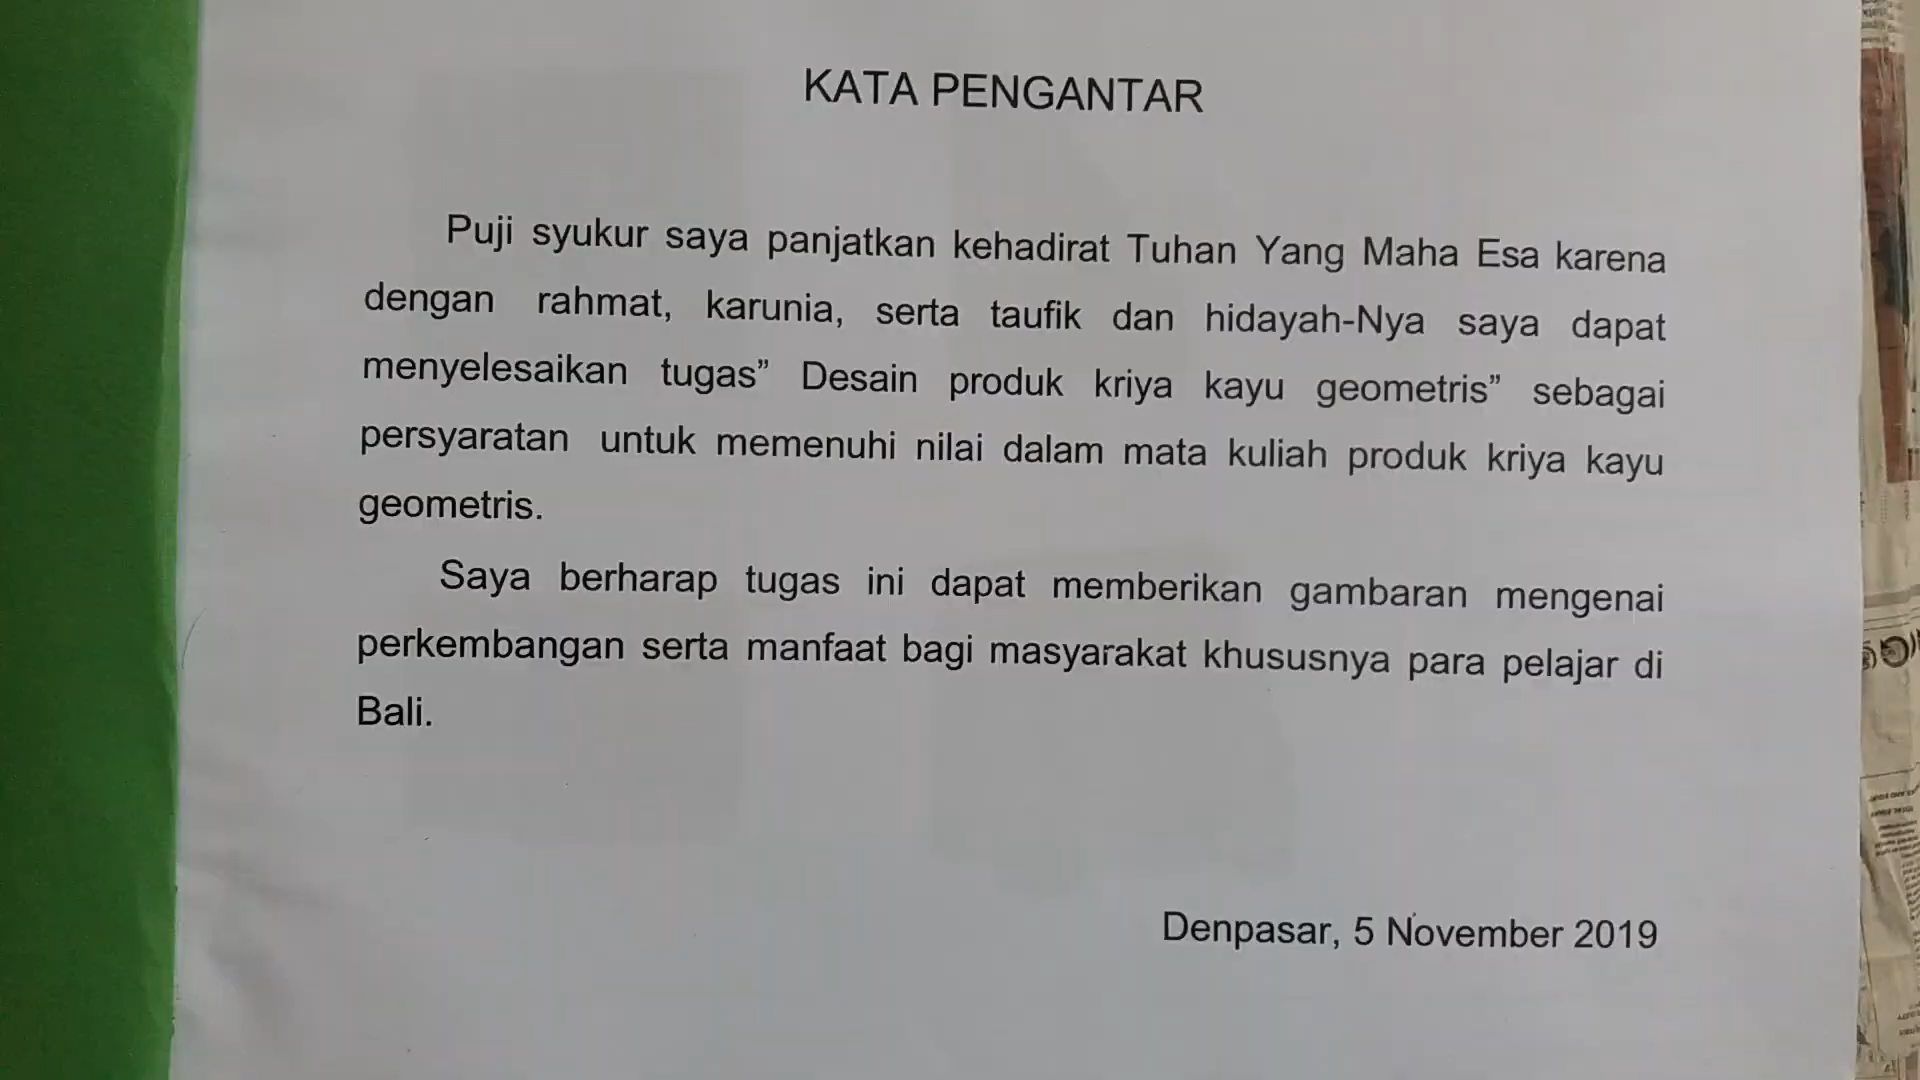 KATA PENGANTAR
Puji syukur saya panjatkan kehadirat Tuhan Yang Maha Esa karena
dengan rahmat, karunia, serta taufik dan hidayah-Nya saya dapat
menyelesaikan tugas” Desain produk kriya kayu geometris” sebagai
persyaratan untuk memenuhi nilai dalam mata kuliah produk kriya kayu
geometris.
Saya berharap tugas ini dapat memberikan gambaran mengenai
perkembangan serta manfaat bagi masyarakat khususnya para pelajar di
Bali.
Denpasar, 5 November 2019